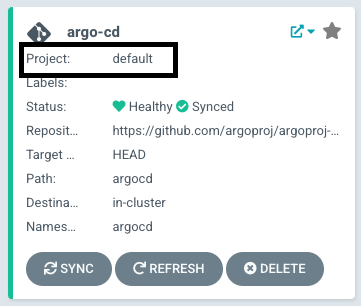 argo-cd
Project: default
Labels:
Status: Healthy Synced
Reposit... https://github.com/argoproj/argoproj-...
Target ... HEAD
Path: argocd
Destina... in-cluster
Names... argocd
SYNC REFRESH DELETE